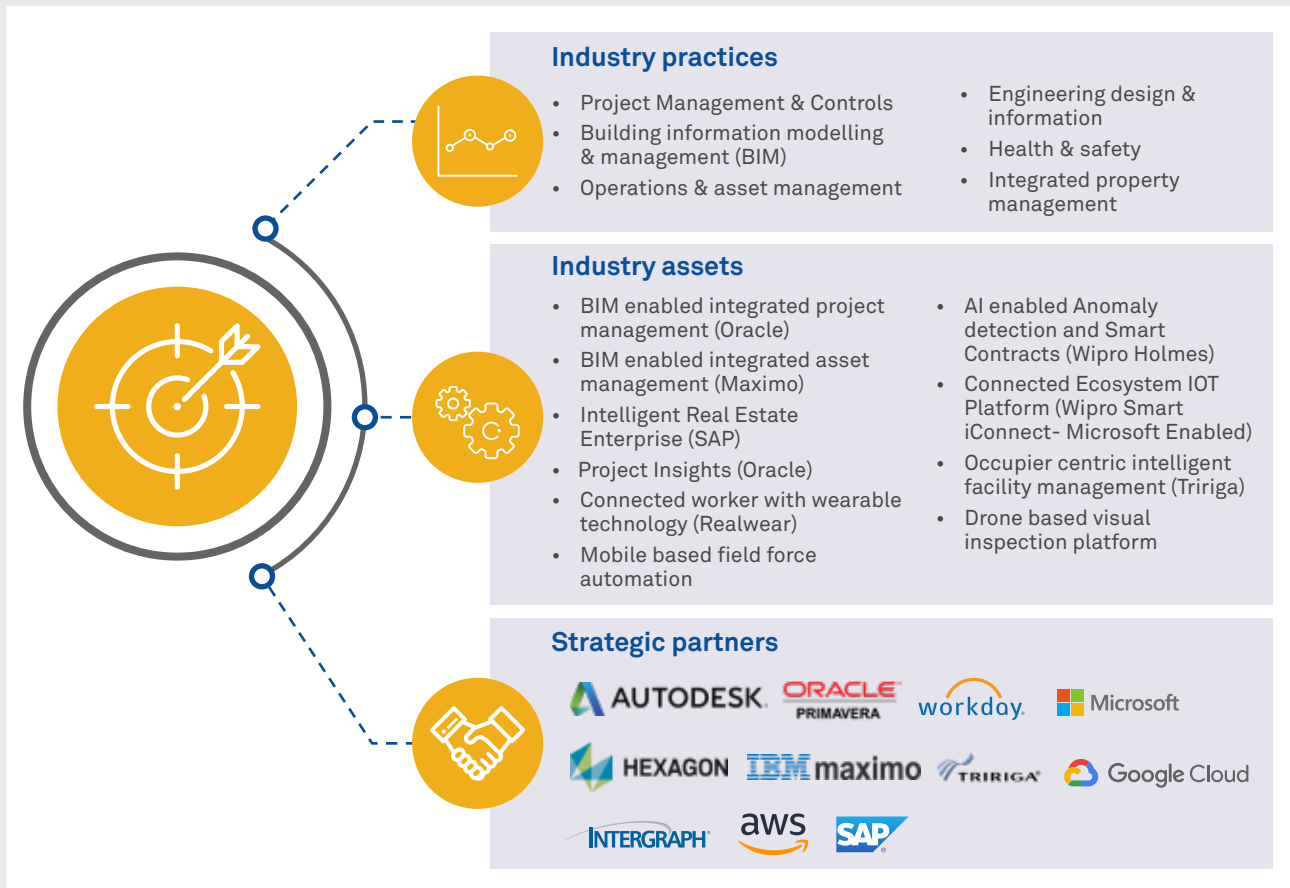 Industry practices
• Project Management & Controls
• Building information modelling
& management (BIM)
• Operations & asset management
• Engineering design &
information
• Health & safety
• Integrated property
management
Industry assets
• BIM enabled integrated project
management (Oracle)
• BIM enabled integrated asset
management (Maximo)
• Intelligent Real Estate
Enterprise (SAP)
• Project Insights (Oracle)
• Connected worker with wearable
technology (Realwear)
• Mobile based field force
automation
• AI enabled Anomaly
detection and Smart
Contracts (Wipro Holmes)
• Connected Ecosystem IOT
Platform (Wipro Smart
iConnect- Microsoft Enabled)
• Occupier centric intelligent
facility management (Tririga)
• Drone based visual
inspection platform
Strategic partners
AUTODESK.
ORACLE
PRIMAVERA
workday.
Microsoft
HEXAGON
IBM maximo
TRIRIGA
Google Cloud
INTERGRAPH
aws
SAP